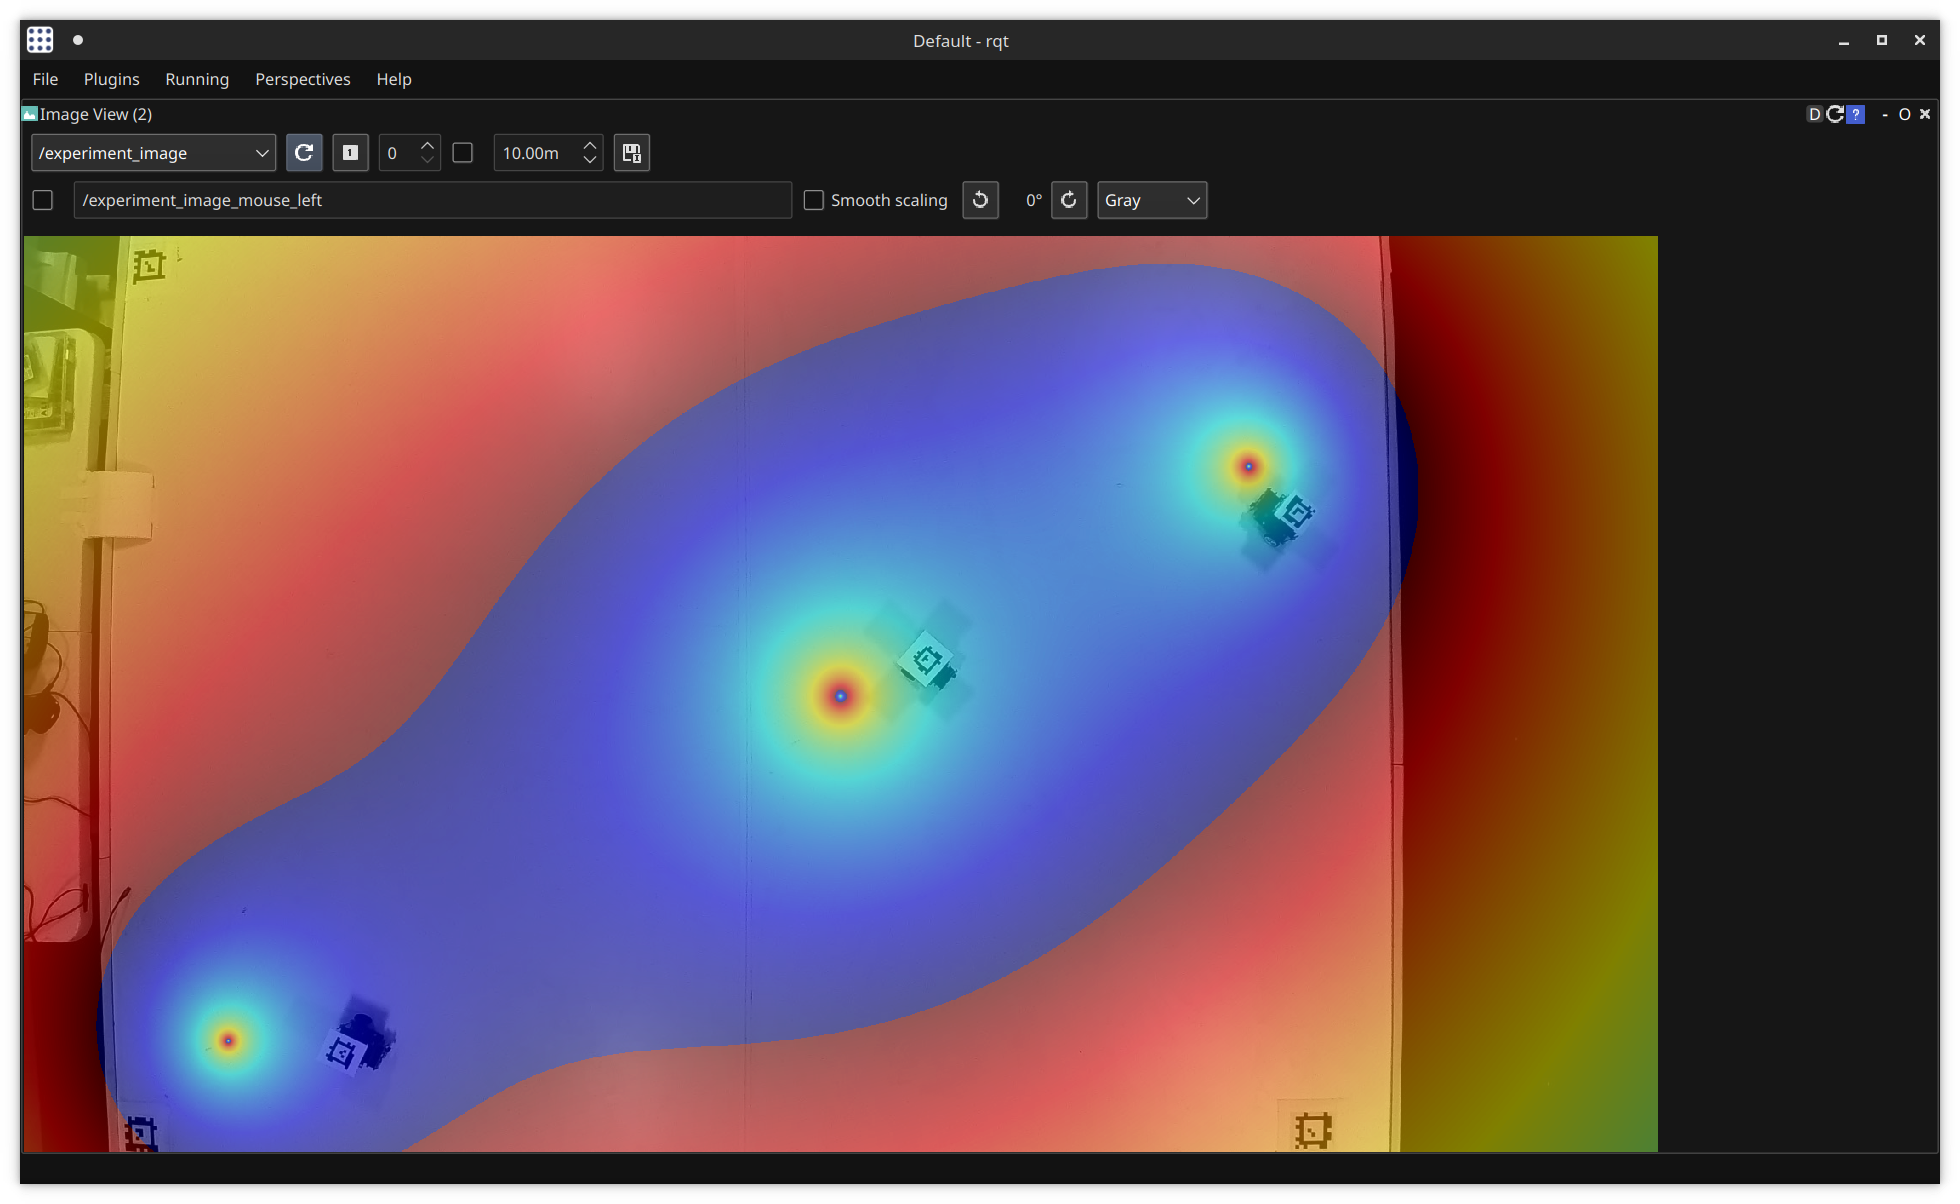 Default - rqt
File Plugins Running Perspectives Help
Image View (2) D ? - O
/experiment_image 1 0 10.00m
/experiment_image_mouse_left Smooth scaling 0° Gray